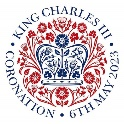 KING CHARLES III
CORONATION • 6TH MAY 2023